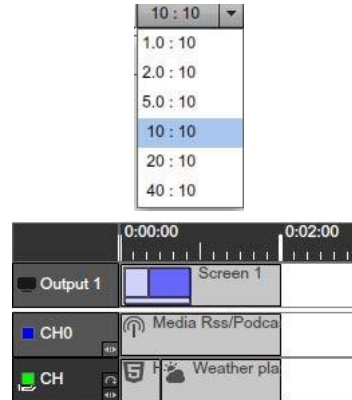 10 : 10
1.0 : 10
2.0 : 10
5.0 : 10
10 : 10
20 : 10
40 : 10
0:00:00 0:02:00
Output 1 Screen 1
CH0 Media Rss/Podca
CH H Weather pla